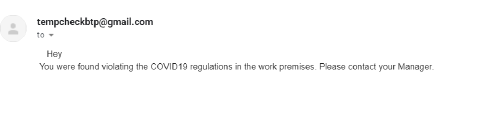 tempcheckbtp@gmail.com
to
Hey
You were found violating the COVID19 regulations in the work premises. Please contact your Manager.